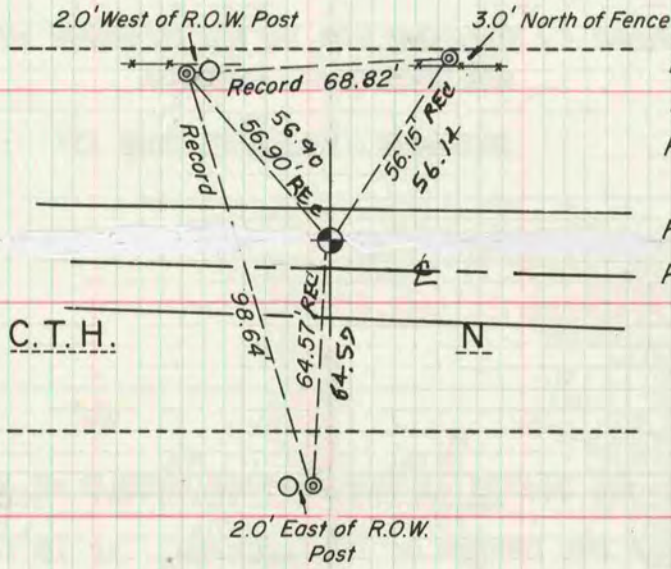 2.0' West of R.O.W. Post
3.0' North of Fence
Record 68.82'
Record
56.90
56.90' REC
56.15' REC
56.14
98.64'
64.57' REC
64.57
C.T.H.
N
2.0' East of R.O.W.
Post